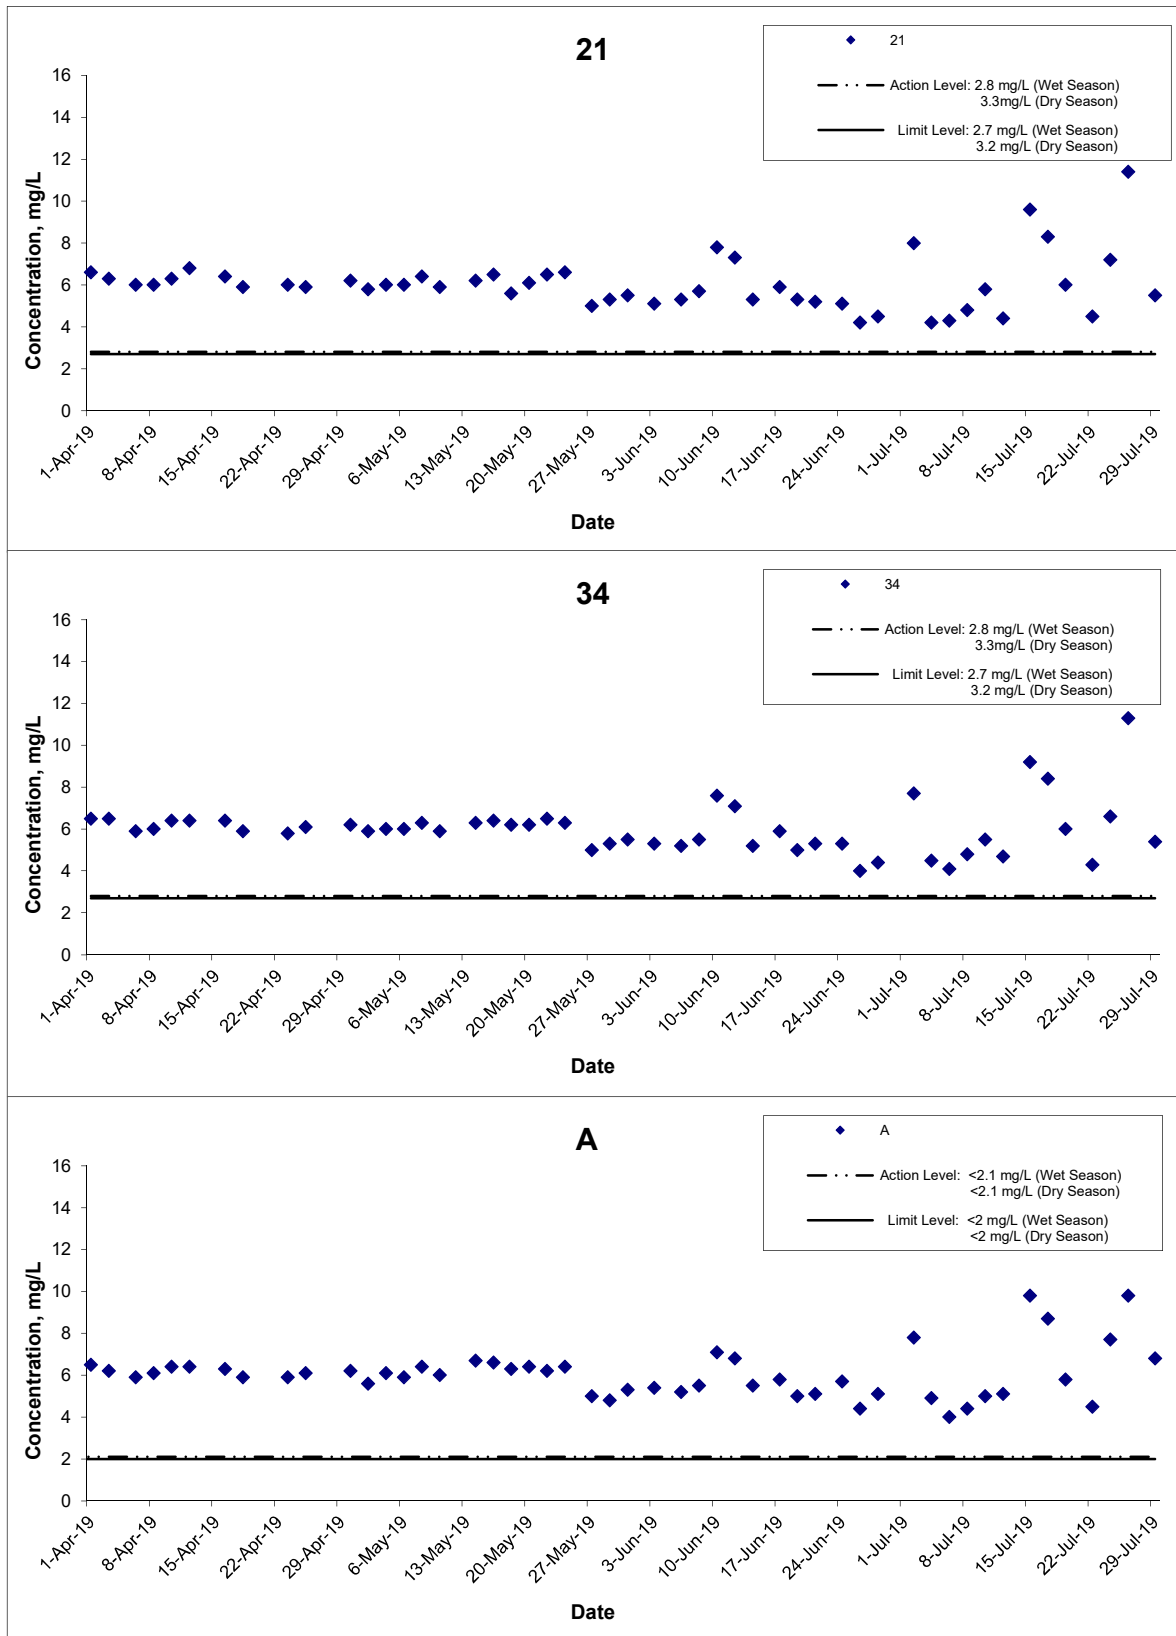 21
21
Action Level: 2.8 mg/L (Wet Season)
3.3mg/L (Dry Season)
Limit Level: 2.7 mg/L (Wet Season)
3.2 mg/L (Dry Season)
Concentration, mg/L
16
14
12
10
8
6
4
2
0
1-Apr-19
8-Apr-19
15-Apr-19
22-Apr-19
29-Apr-19
6-May-19
13-May-19
20-May-19
27-May-19
3-Jun-19
10-Jun-19
17-Jun-19
24-Jun-19
1-Jul-19
8-Jul-19
15-Jul-19
22-Jul-19
29-Jul-19
Date
34
34
Action Level: 2.8 mg/L (Wet Season)
3.3mg/L (Dry Season)
Limit Level: 2.7 mg/L (Wet Season)
3.2 mg/L (Dry Season)
Concentration, mg/L
16
14
12
10
8
6
4
2
0
1-Apr-19
8-Apr-19
15-Apr-19
22-Apr-19
29-Apr-19
6-May-19
13-May-19
20-May-19
27-May-19
3-Jun-19
10-Jun-19
17-Jun-19
24-Jun-19
1-Jul-19
8-Jul-19
15-Jul-19
22-Jul-19
29-Jul-19
Date
A
A
Action Level: <2.1 mg/L (Wet Season)
<2.1 mg/L (Dry Season)
Limit Level: <2 mg/L (Wet Season)
<2 mg/L (Dry Season)
Concentration, mg/L
16
14
12
10
8
6
4
2
0
1-Apr-19
8-Apr-19
15-Apr-19
22-Apr-19
29-Apr-19
6-May-19
13-May-19
20-May-19
27-May-19
3-Jun-19
10-Jun-19
17-Jun-19
24-Jun-19
1-Jul-19
8-Jul-19
15-Jul-19
22-Jul-19
29-Jul-19
Date